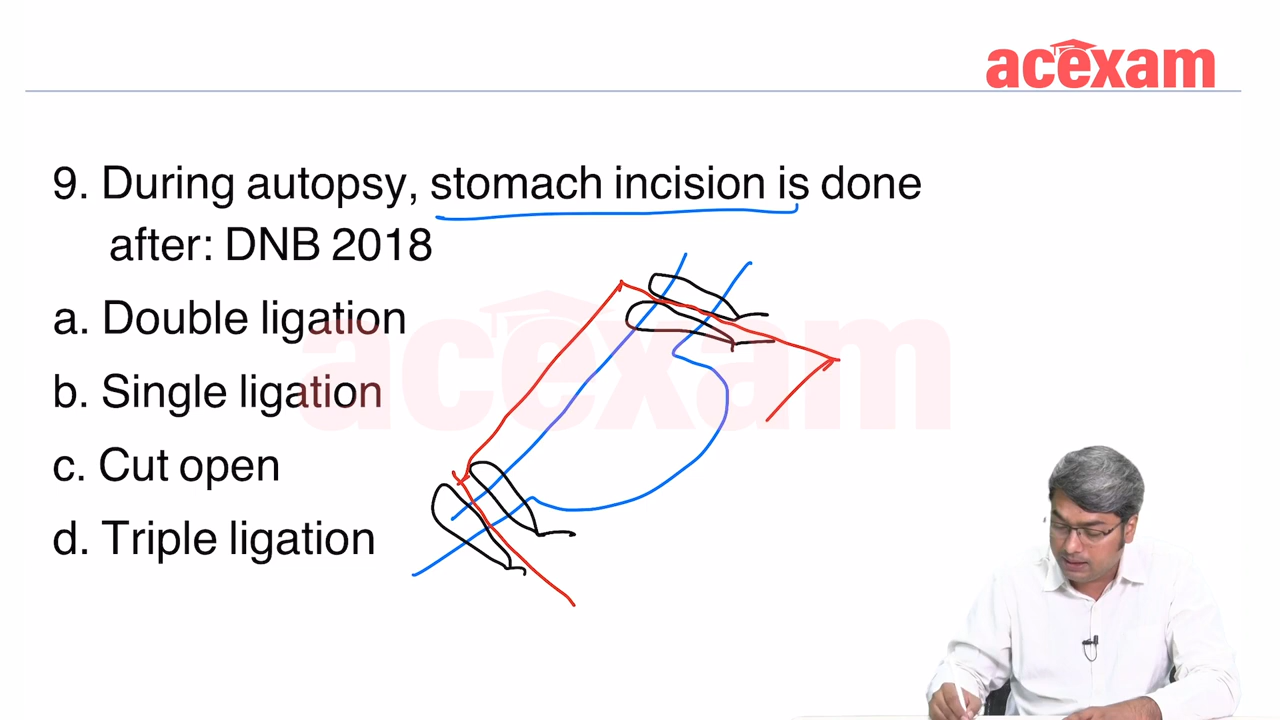 acexam
9. During autopsy, stomach incision is done
after: DNB 2018
a. Double ligation
b. Single ligation
c. Cut open
d. Triple ligation
acexam